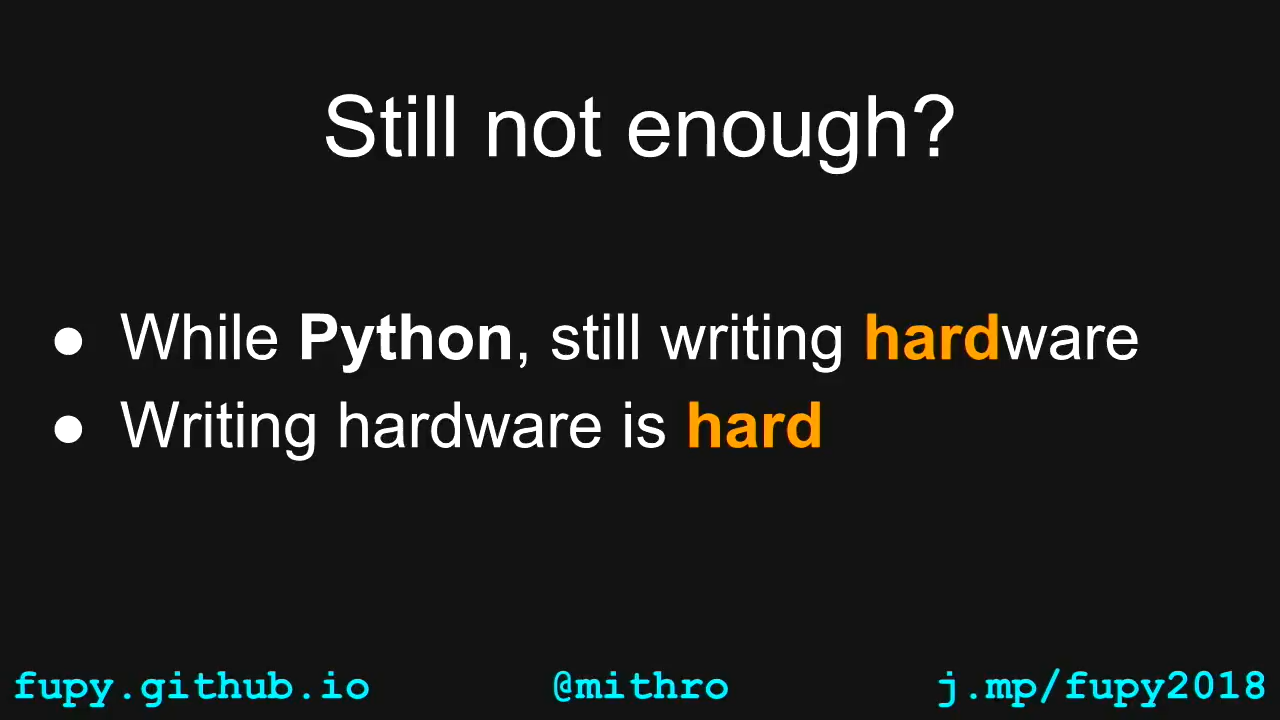 Still not enough?
● While Python, still writing hardware
● Writing hardware is hard
fupy.github.io @mithro j.mp/fupy2018